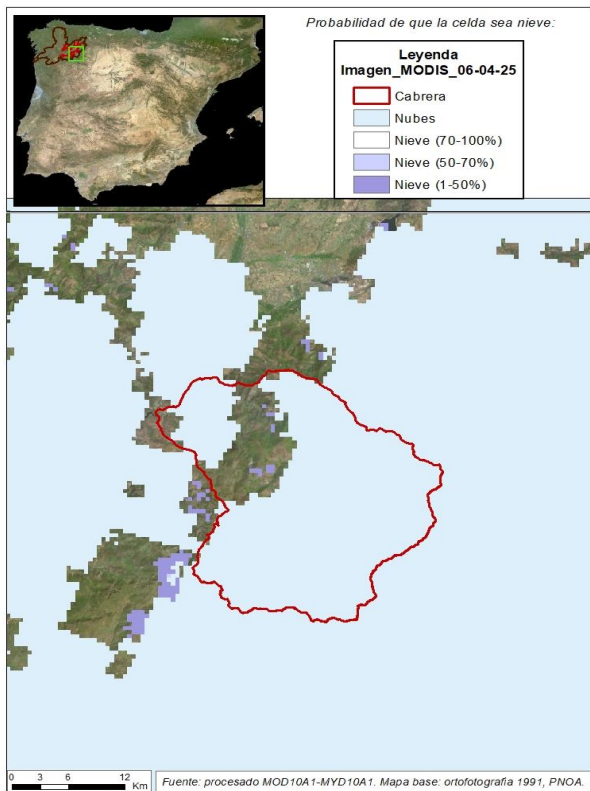 Probabilidad de que la celda sea nieve:
Leyenda
Imagen_MODIS_06-04-25
Cabrera
Nubes
Nieve (70-100%)
Nieve (50-70%)
Nieve (1-50%)
0 3 6 12
Km
Fuente: procesado MOD10A1-MYD10A1. Mapa base: ortofotografía 1991, PNOA.